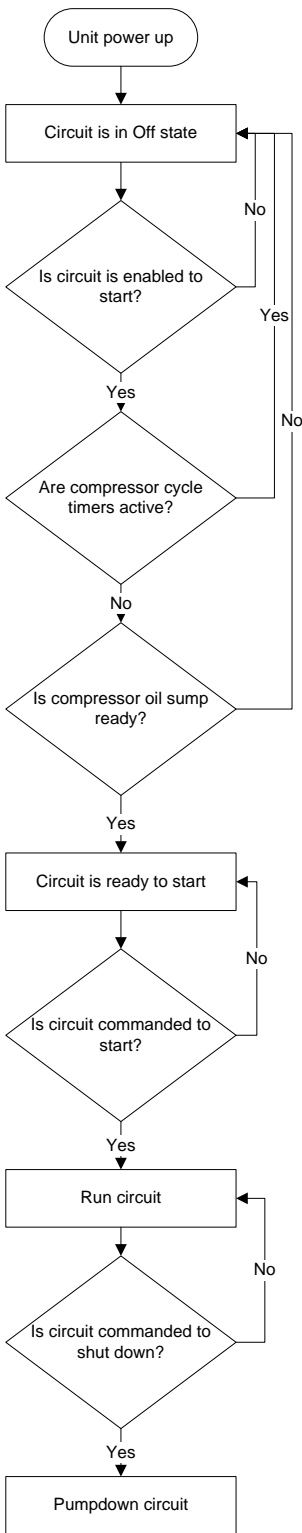 Unit power up
Circuit is in Off state
No
Is circuit is enabled to
start?
Yes
Yes
No
Are compressor cycle
timers active?
No
Is compressor oil sump
ready?
Yes
Circuit is ready to start
No
Is circuit commanded to
start?
Yes
Run circuit
No
Is circuit commanded to
shut down?
Yes
Pumpdown circuit